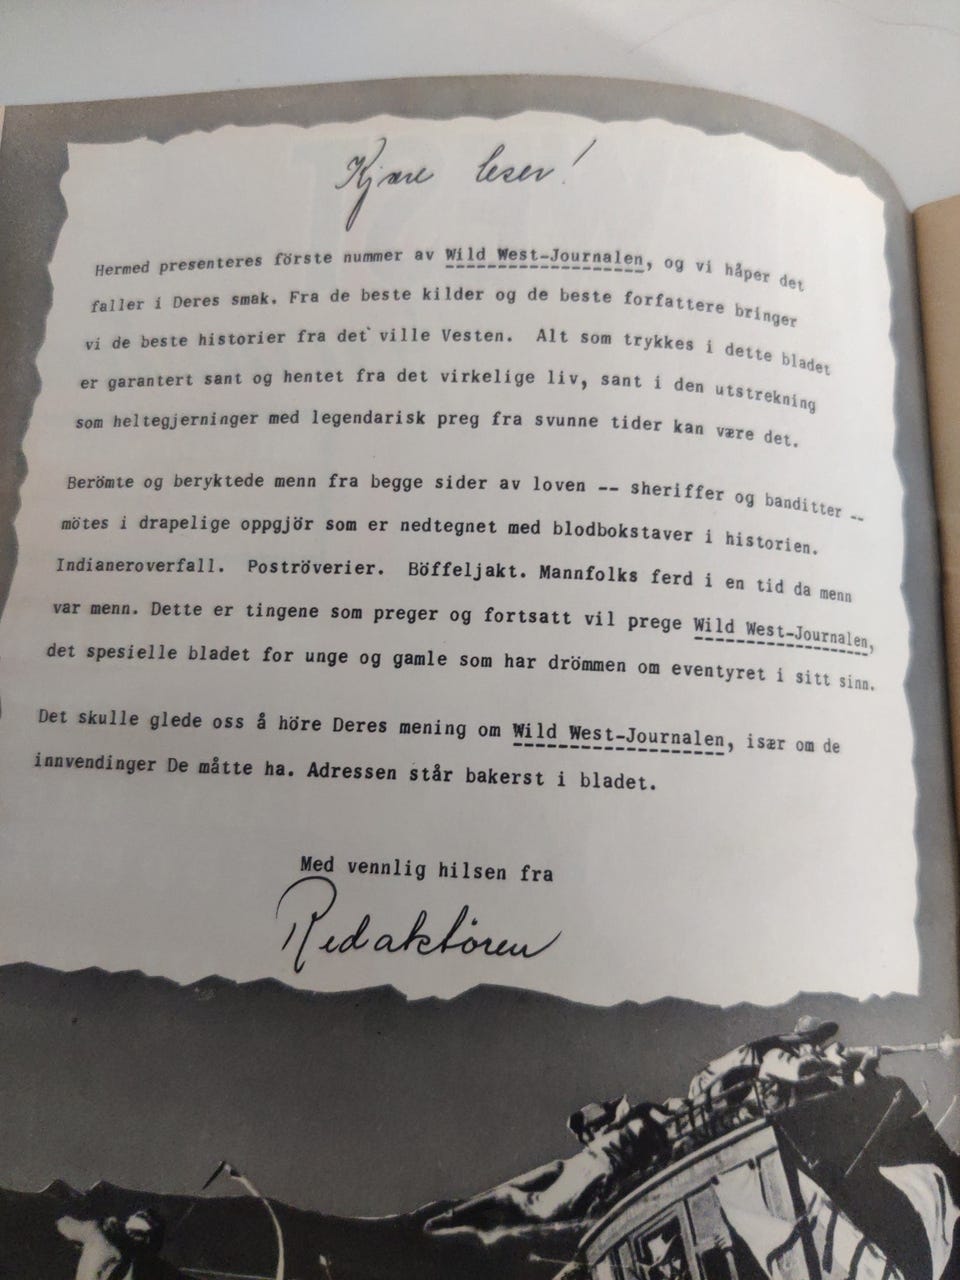 Kjære leser!
Hermed presenteres förste nummer av Wild West-Journalen, og vi håper det
faller i Deres smak. Fra de beste kilder og de beste forfattere bringer
vi de beste historier fra det ville Vesten. Alt som trykkes i dette bladet
er garantert sant og hentet fra det virkelige liv, sant i den utstrekning
som heltegjerninger med legendarisk preg fra svunne tider kan være det.
Berömte og beryktede menn fra begge sider av loven -- sheriffer og banditter --
mötes i drapelige oppgjör som er nedtegnet med blodbokstaver i historien.
Indianeroverfall. Poströverier. Böffeljakt. Mannfolks ferd i en tid da menn
var menn. Dette er tingene som preger og fortsatt vil prege Wild West-Journalen,
det spesielle bladet for unge og gamle som har drömmen om eventyret i sitt sinn.
Det skulle glede oss å höre Deres mening om Wild West-Journalen, især om de
innvendinger De måtte ha. Adressen står bakerst i bladet.
Med vennlig hilsen fra
Redaktören